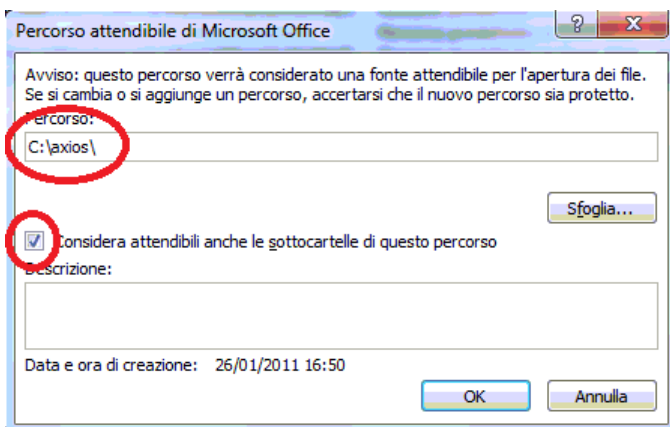 Percorso attendibile di Microsoft Office
Avviso: questo percorso verrà considerato una fonte attendibile per l'apertura dei file.
Se si cambia o si aggiunge un percorso, accertarsi che il nuovo percorso sia protetto.
Percorso:
C:\axios\
Sfoglia...
Considera attendibili anche le sottocartelle di questo percorso
Descrizione:
Data e ora di creazione: 26/01/2011 16:50
OK Annulla